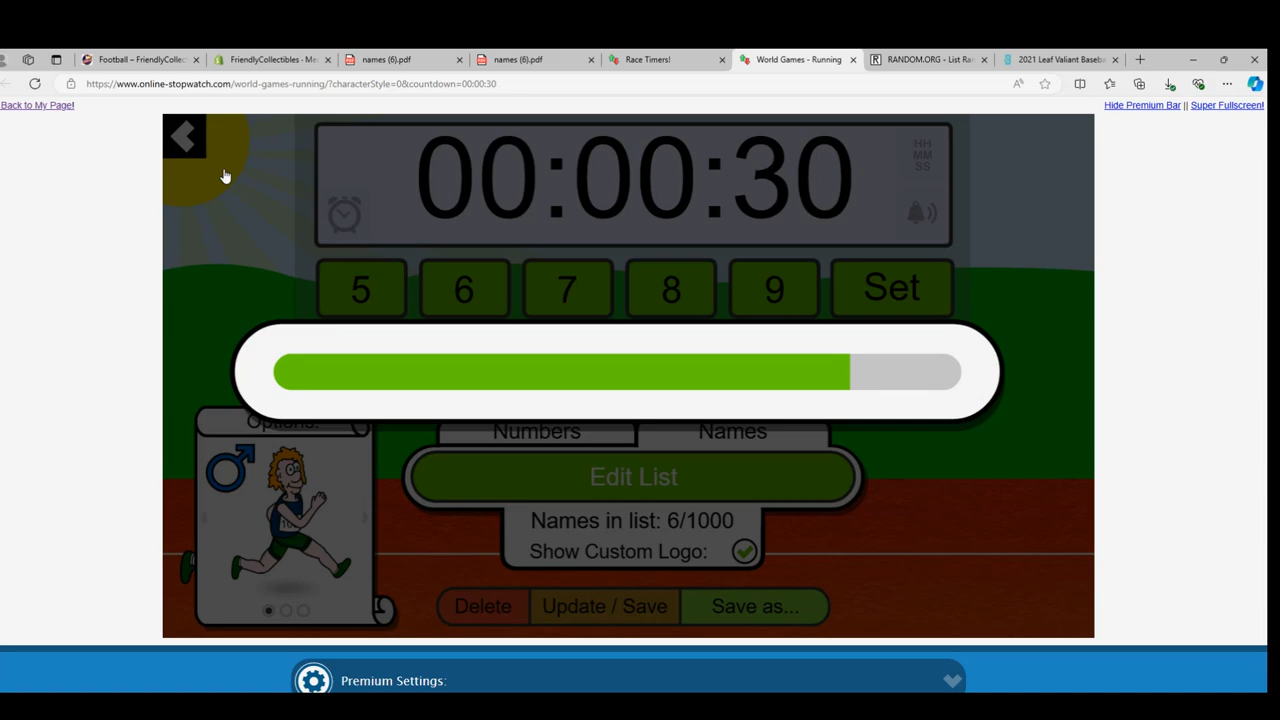 Football – FriendlyCollec
FriendlyCollectibles - Me
names (6).pdf
names (6).pdf
Race Timers!
World Games - Running
RANDOM.ORG - List Ran
2021 Leaf Valiant Baseba
https://www.online-stopwatch.com/world-games-running/?characterStyle=0&countdown=00:00:30
Back to My Page!
Hide Premium Bar || Super Fullscreen!
00:00:30
HH
MM
SS
5 6 7 8 9 Set
Options:
Numbers Names
Edit List
Names in list: 6/1000
Show Custom Logo:
Delete Update / Save Save as...
Premium Settings: